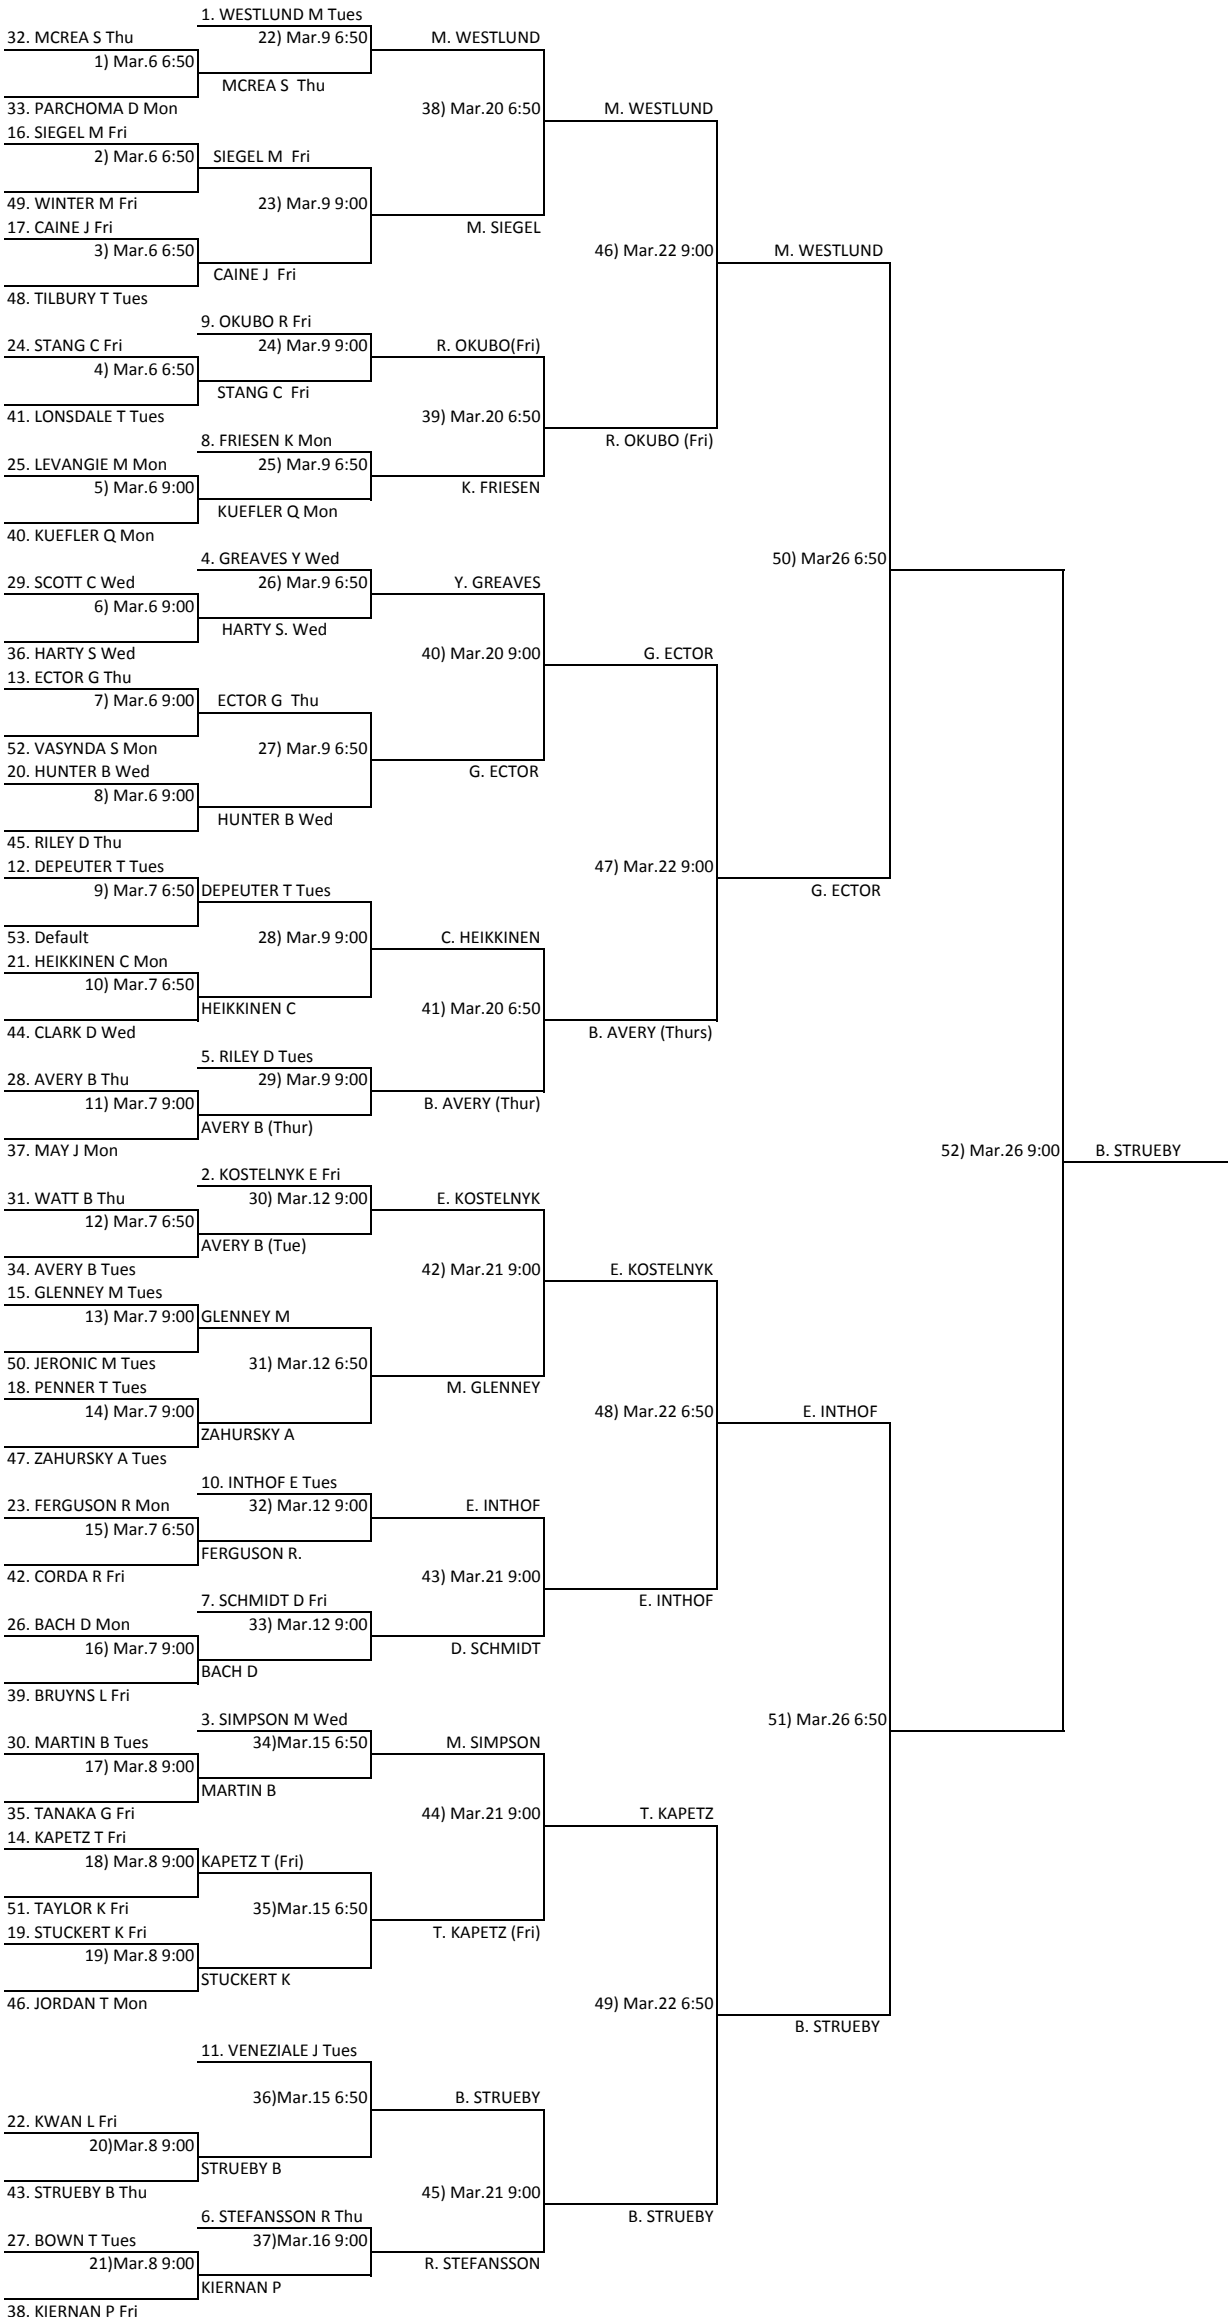 1. WESTLUND M Tues
32. MCREA S Thu
22) Mar.9 6:50
M. WESTLUND
1) Mar.6 6:50
MCREA S  Thu
33. PARCHOMA D Mon
38) Mar.20 6:50
M. WESTLUND
16. SIEGEL M Fri
2) Mar.6 6:50
SIEGEL M  Fri
49. WINTER M Fri
23) Mar.9 9:00
17. CAINE J Fri
M. SIEGEL
3) Mar.6 6:50
46) Mar.22 9:00
M. WESTLUND
CAINE J  Fri
48. TILBURY T Tues
9. OKUBO R Fri
24. STANG C Fri
24) Mar.9 9:00
R. OKUBO(Fri)
4) Mar.6 6:50
STANG C  Fri
41. LONSDALE T Tues
39) Mar.20 6:50
8. FRIESEN K Mon
R. OKUBO (Fri)
25. LEVANGIE M Mon
25) Mar.9 6:50
5) Mar.6 9:00
K. FRIESEN
KUEFLER Q Mon
40. KUEFLER Q Mon
4. GREAVES Y Wed
50) Mar26 6:50
29. SCOTT C Wed
26) Mar.9 6:50
Y. GREAVES
6) Mar.6 9:00
HARTY S. Wed
36. HARTY S Wed
40) Mar.20 9:00
G. ECTOR
13. ECTOR G Thu
7) Mar.6 9:00
ECTOR G  Thu
52. VASYNDA S Mon
27) Mar.9 6:50
20. HUNTER B Wed
G. ECTOR
8) Mar.6 9:00
HUNTER B Wed
45. RILEY D Thu
12. DEPEUTER T Tues
47) Mar.22 9:00
9) Mar.7 6:50
DEPEUTER T Tues
G. ECTOR
53. Default
28) Mar.9 9:00
C. HEIKKINEN
21. HEIKKINEN C Mon
10) Mar.7 6:50
HEIKKINEN C
41) Mar.20 6:50
44. CLARK D Wed
B. AVERY (Thurs)
5. RILEY D Tues
28. AVERY B Thu
29) Mar.9 9:00
11) Mar.7 9:00
B. AVERY (Thur)
AVERY B (Thur)
37. MAY J Mon
52) Mar.26 9:00
B. STRUEBY
2. KOSTELNYK E Fri
31. WATT B Thu
30) Mar.12 9:00
E. KOSTELNYK
12) Mar.7 6:50
AVERY B (Tue)
34. AVERY B Tues
42) Mar.21 9:00
E. KOSTELNYK
15. GLENNEY M Tues
13) Mar.7 9:00
GLENNEY M
50. JERONIC M Tues
31) Mar.12 6:50
18. PENNER T Tues
M. GLENNEY
14) Mar.7 9:00
48) Mar.22 6:50
E. INTHOF
ZAHURSKY A
47. ZAHURSKY A Tues
10. INTHOF E Tues
23. FERGUSON R Mon
32) Mar.12 9:00
E. INTHOF
15) Mar.7 6:50
FERGUSON R.
42. CORDA R Fri
43) Mar.21 9:00
7. SCHMIDT D Fri
E. INTHOF
26. BACH D Mon
33) Mar.12 9:00
16) Mar.7 9:00
D. SCHMIDT
BACH D
39. BRUYNS L Fri
3. SIMPSON M Wed
51) Mar.26 6:50
30. MARTIN B Tues
34)Mar.15 6:50
M. SIMPSON
17) Mar.8 9:00
MARTIN B
35. TANAKA G Fri
44) Mar.21 9:00
T. KAPETZ
14. KAPETZ T Fri
18) Mar.8 9:00
KAPETZ T (Fri)
51. TAYLOR K Fri
35)Mar.15 6:50
19. STUCKERT K Fri
T. KAPETZ (Fri)
19) Mar.8 9:00
STUCKERT K
46. JORDAN T Mon
49) Mar.22 6:50
B. STRUEBY
11. VENEZIALE J Tues
36)Mar.15 6:50
B. STRUEBY
22. KWAN L Fri
20)Mar.8 9:00
STRUEBY B
43. STRUEBY B Thu
45) Mar.21 9:00
6. STEFANSSON R Thu
B. STRUEBY
27. BOWN T Tues
37)Mar.16 9:00
21)Mar.8 9:00
R. STEFANSSON
KIERNAN P
38. KIERNAN P Fri